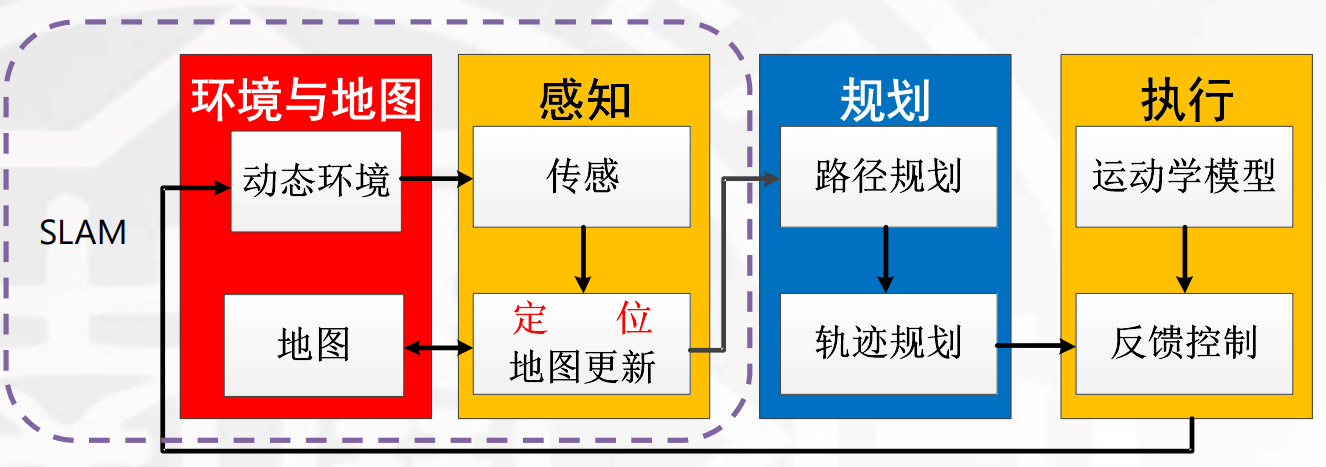 SLAM
环境与地图
动态环境
地图
感知
传感
定 位
地图更新
规划
路径规划
轨迹规划
执行
运动学模型
反馈控制